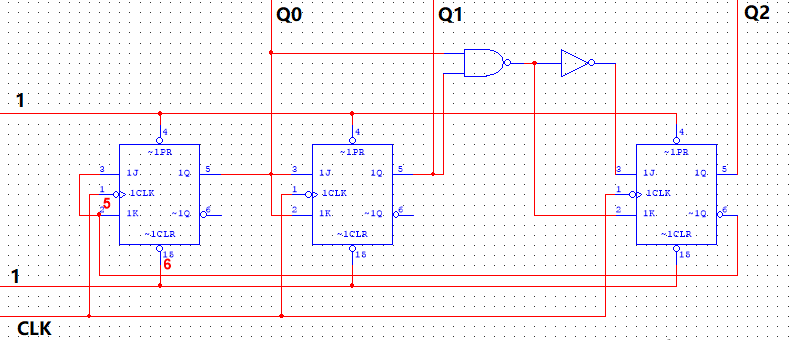 Q0 Q1 Q2
1
4 4 4
~1PR ~1PR ~1PR
3 1J 1Q 5 3 1J 1Q 5 3 1J 1Q 5
1 1CLK 1 1CLK 1 1CLK
5
2 1K ~1Q 6 2 1K ~1Q 6 2 1K ~1Q 6
~1CLR ~1CLR ~1CLR
15 15 15
6
1
CLK